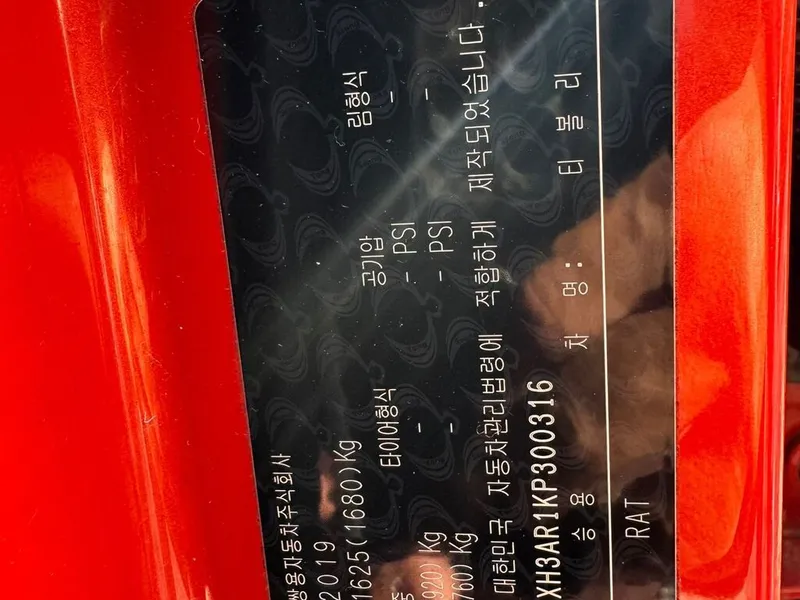 쌍용자동차주식회사
2019
1625(1680)Kg
타이어형식 공기압 림형식
920)Kg - - PSI -
760)Kg - - PSI -
대한민국 자동차관리법령에 적합하게 제작되었습니다.
XH3AR1KP300316
승용 차 명: 티 볼 리
RAT